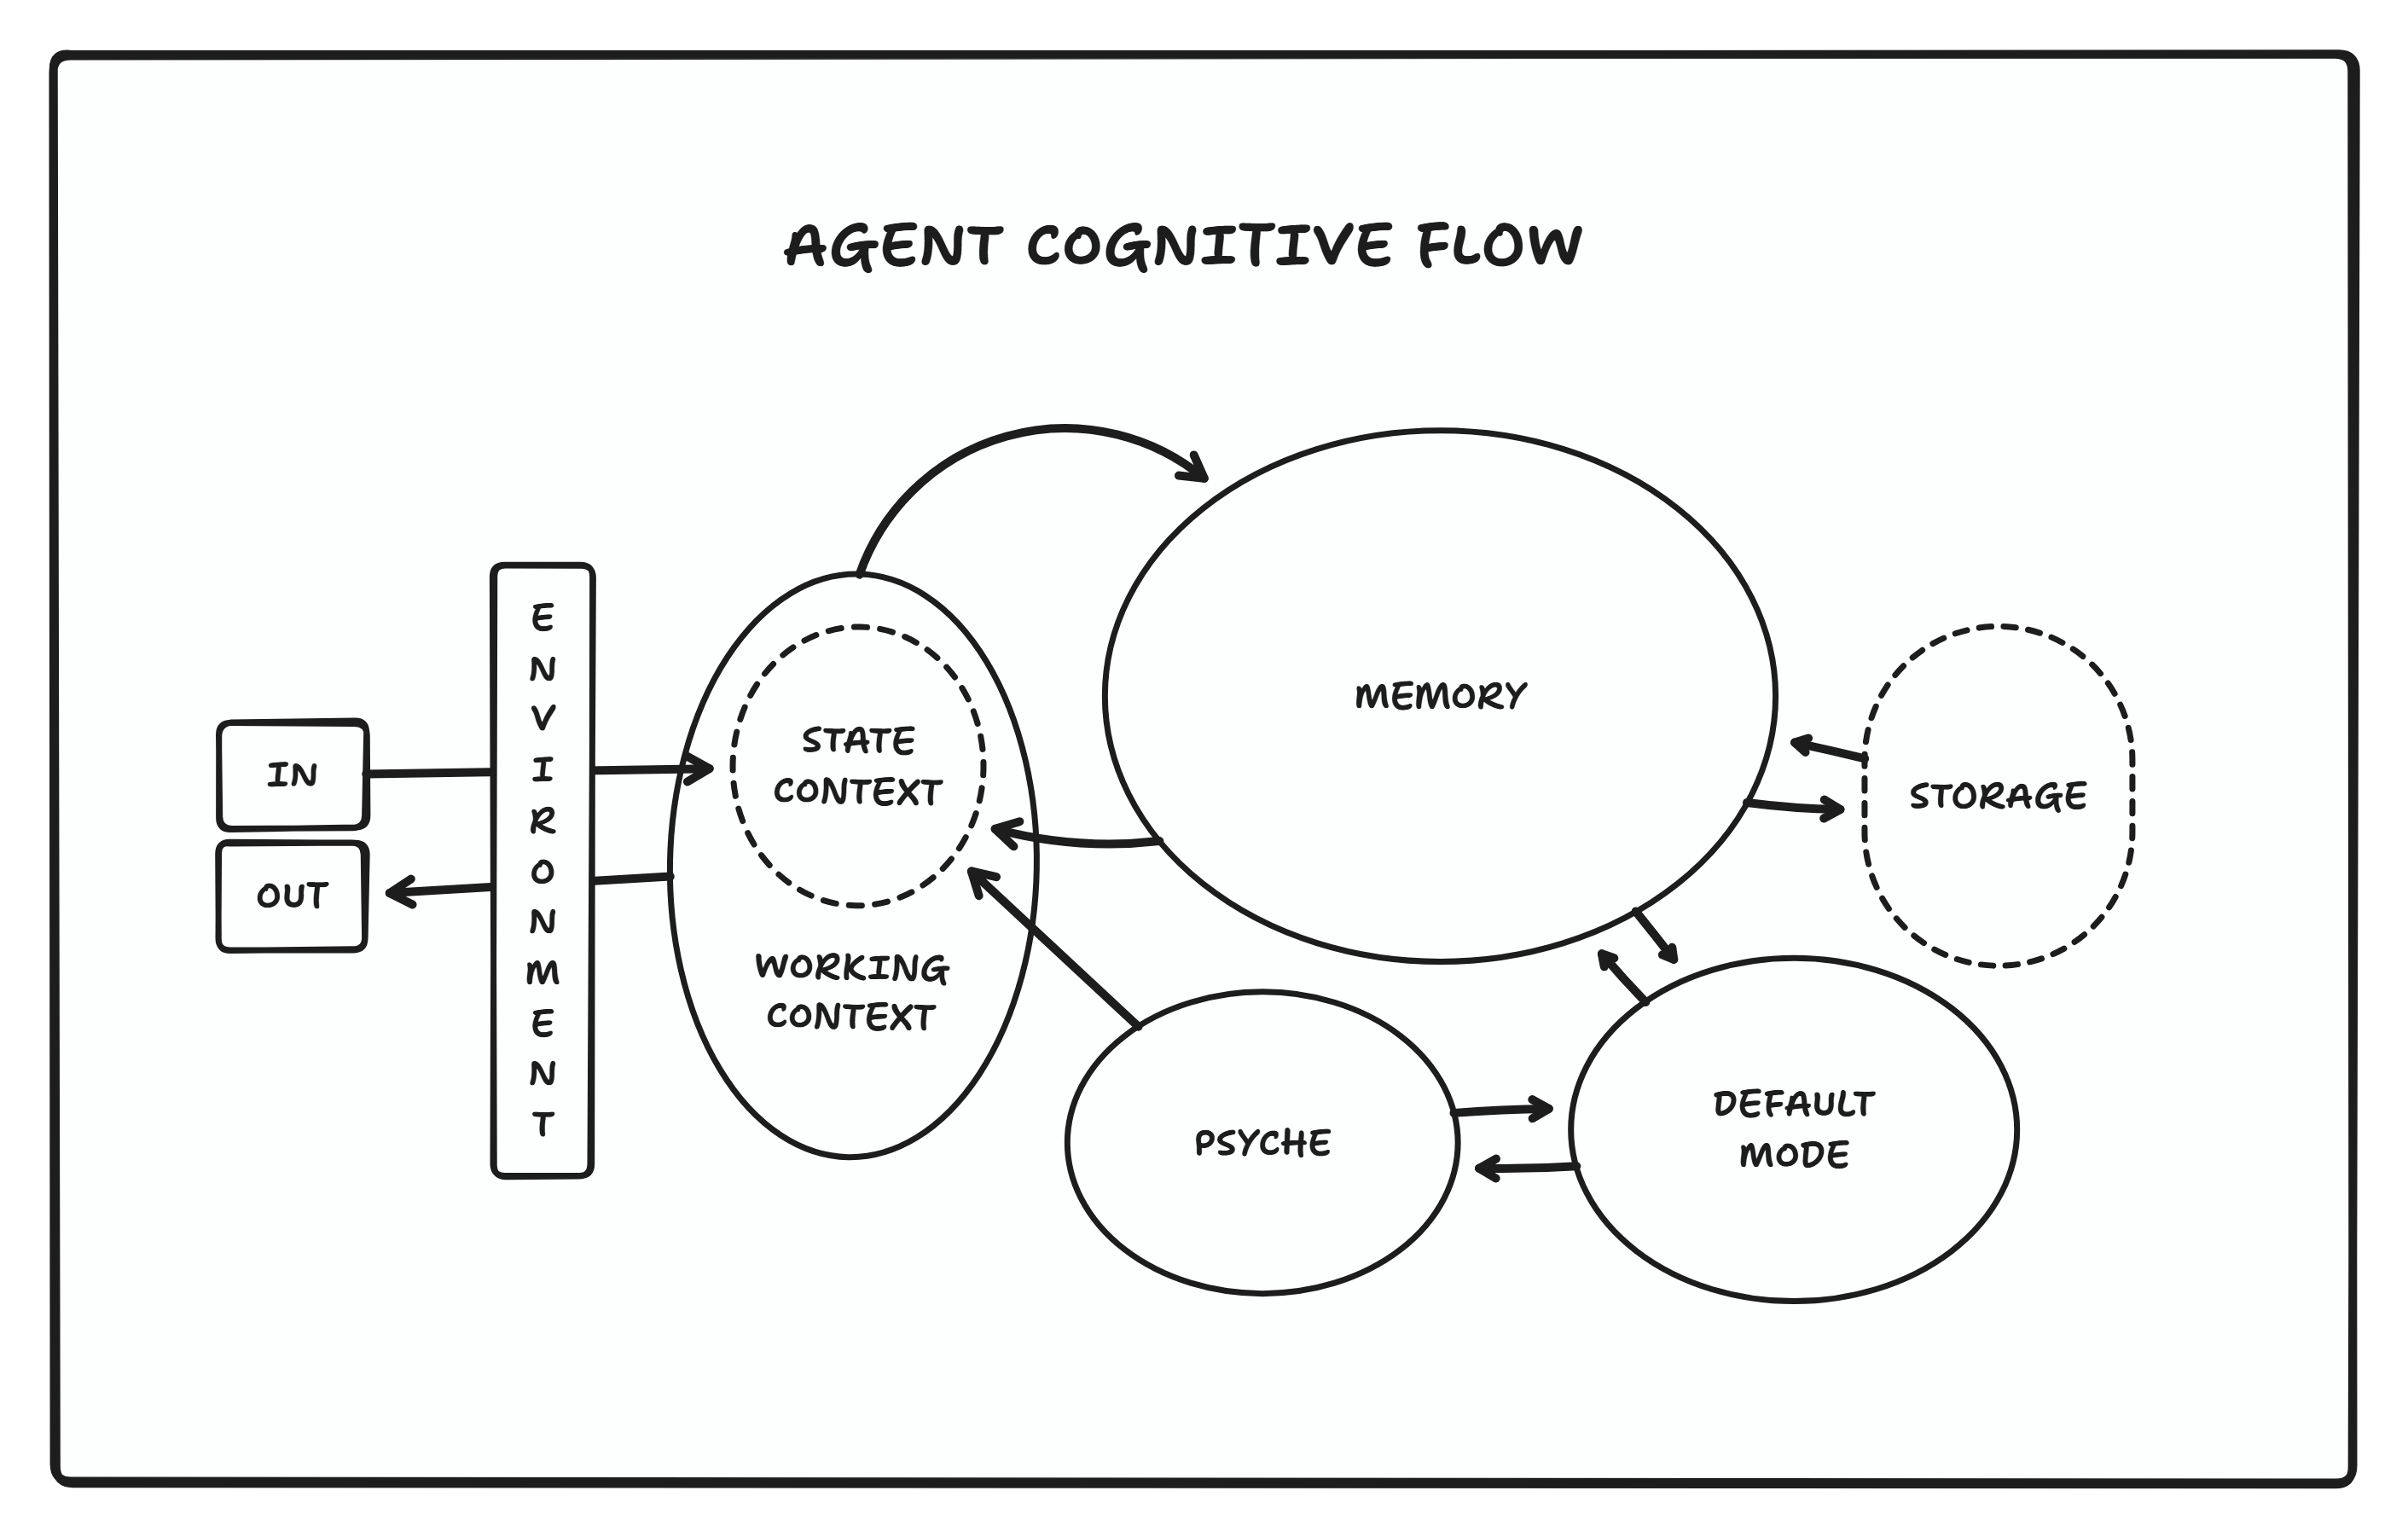 AGENT COGNITIVE FLOW
IN
OUT
ENVIRONMENT
STATE
CONTEXT
WORKING
CONTEXT
MEMORY
STORAGE
PSYCHE
DEFAULT
MODE